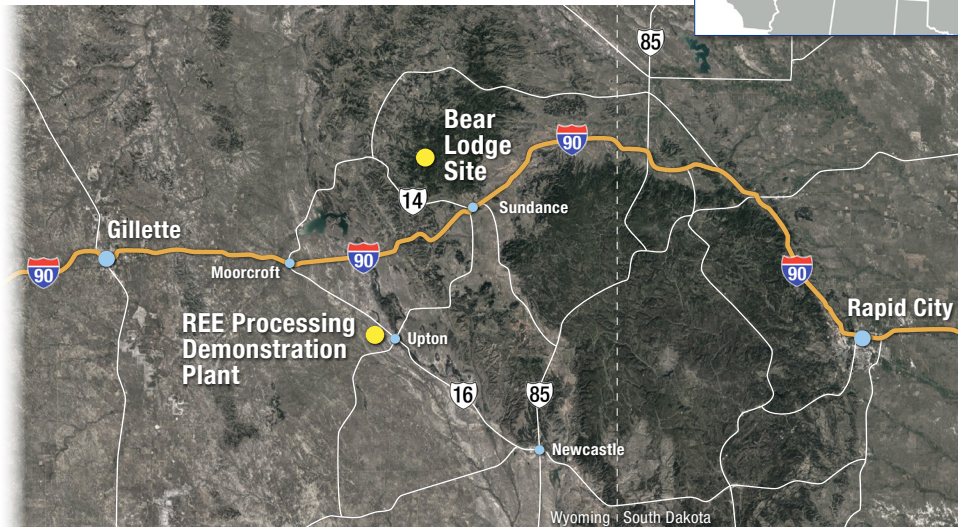 85
Bear
Lodge
Site
90
14
Sundance
Gillette
90
Moorcroft
90
90
Rapid City
REE Processing
Demonstration
Plant
Upton
16
85
Newcastle
Wyoming
South Dakota